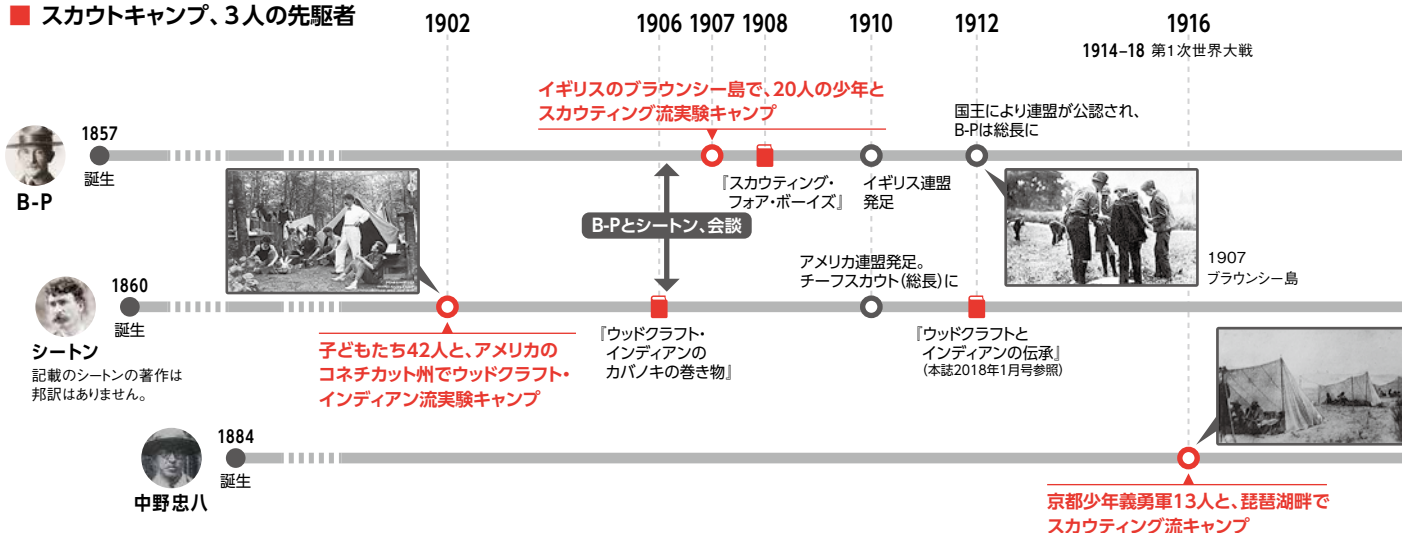 スカウトキャンプ、3人の先駆者
1902
1906
1907
1908
1910
1912
1916
1914–18 第1次世界大戦
イギリスのブラウンシー島で、20人の少年と
スカウティング流実験キャンプ
国王により連盟が公認され、
B-Pは総長に
1857
誕生
B-P
『スカウティング・
フォア・ボーイズ』
イギリス連盟
発足
B-Pとシートン、会談
1907
ブラウンシー島
アメリカ連盟発足。
チーフスカウト(総長)に
1860
誕生
シートン
記載のシートンの著作は
邦訳はありません。
子どもたち42人と、アメリカの
コネチカット州でウッドクラフト・
インディアン流実験キャンプ
『ウッドクラフト・
インディアンの
カバノキの巻き物』
『ウッドクラフトと
インディアンの伝承』
(本誌2018年1月号参照)
1884
誕生
中野忠八
京都少年義勇軍13人と、琵琶湖畔で
スカウティング流キャンプ